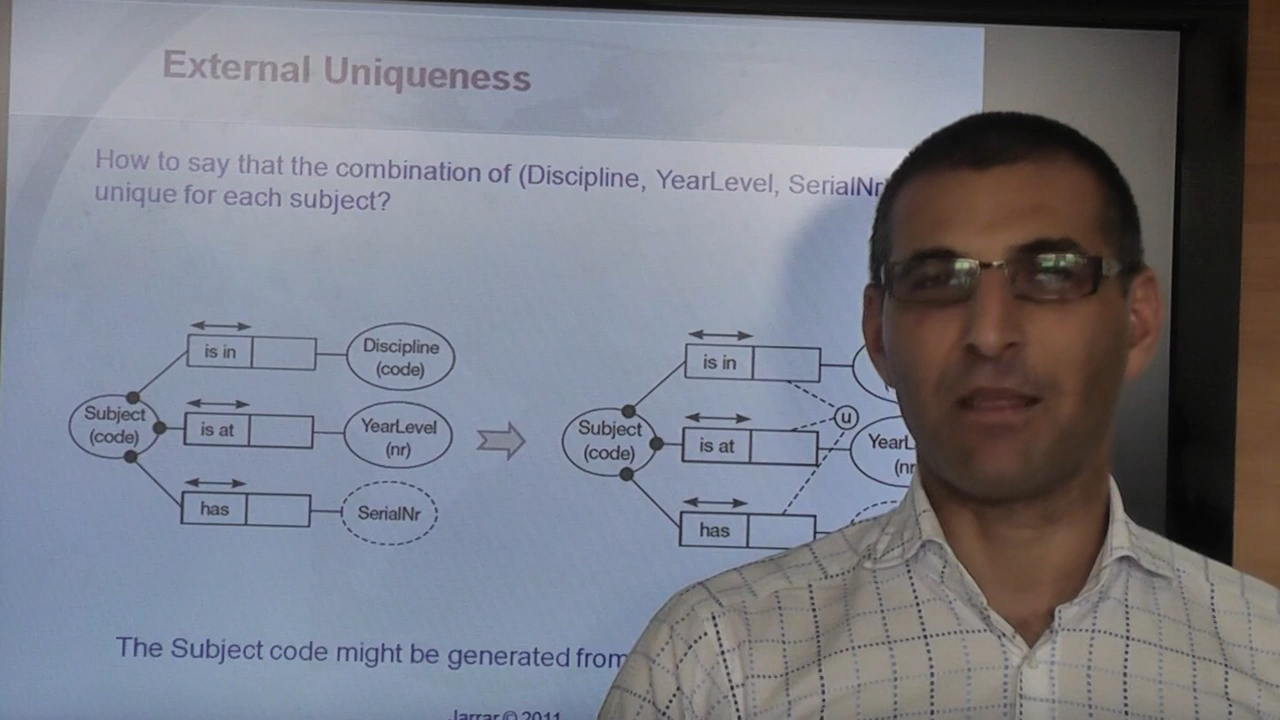 External Uniqueness
How to say that the combination of (Discipline, YearLevel, SerialNr
unique for each subject?
is in
Discipline
(code)
Subject
(code)
is at
YearLevel
(nr)
has
SerialNr
is in
u
Subject
(code)
is at
YearL
(nr
has
The Subject code might be generated from
Jarrar © 2011